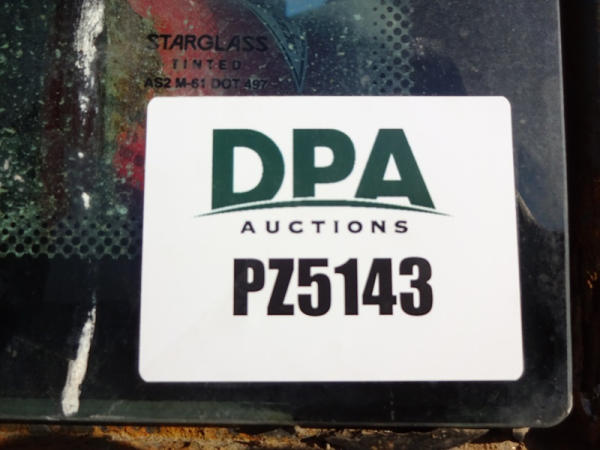 STARGLASS
TINTED
AS2 M-61 DOT 497
DPA
AUCTIONS
PZ5143